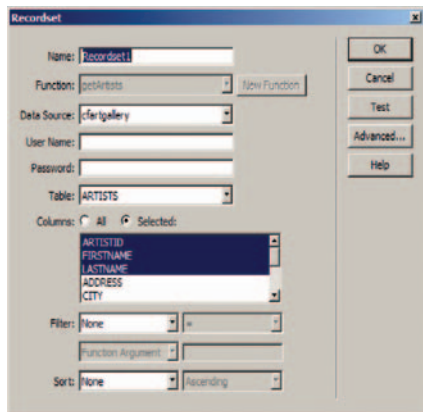 Recordset
Name: Recordset1
Function: getArtists New Function
Data Source: cfartgallery
User Name:
Password:
Table: ARTISTS
Columns: All Selected:
ARTISTID
FIRSTNAME
LASTNAME
ADDRESS
CITY
Filter: None =
Function Argument
Sort: None Ascending
OK
Cancel
Test
Advanced...
Help